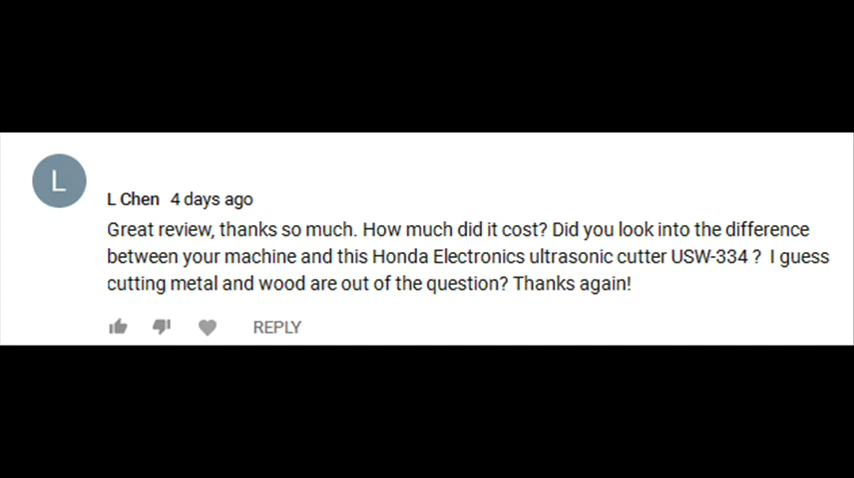 L
L Chen 4 days ago
Great review, thanks so much. How much did it cost? Did you look into the difference
between your machine and this Honda Electronics ultrasonic cutter USW-334 ? I guess
cutting metal and wood are out of the question? Thanks again!
REPLY